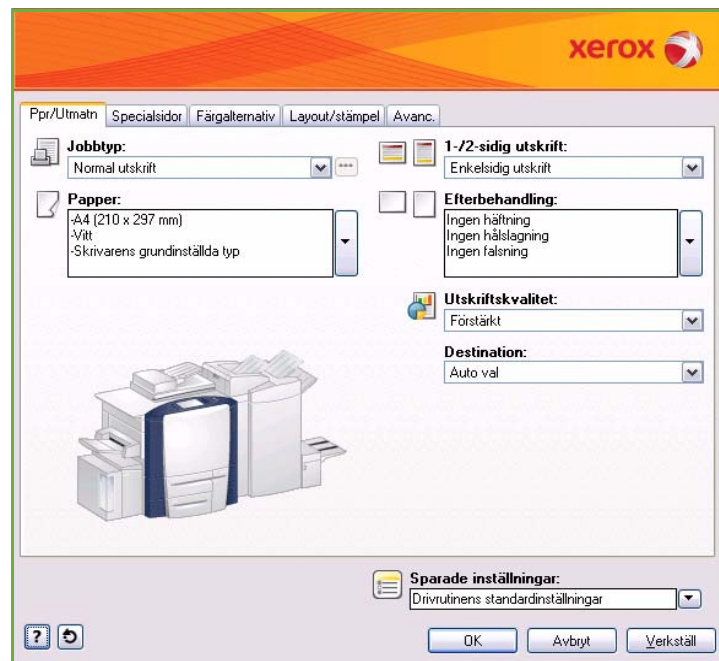 xerox
Ppr/Utmatn Specialsidor Färgalternativ Layout/stämpel Avanc.
Jobbtyp:
Normal utskrift
Papper:
-A4 (210 x 297 mm)
-Vitt
-Skrivarens grundinställda typ
1-/2-sidig utskrift:
Enkelsidig utskrift
Efterbehandling:
Ingen häftning
Ingen hålslagning
Ingen falsning
Utskriftskvalitet:
Förstärkt
Destination:
Auto val
Sparade inställningar:
Drivrutinens standardinställningar
? OK Avbryt Verkställ